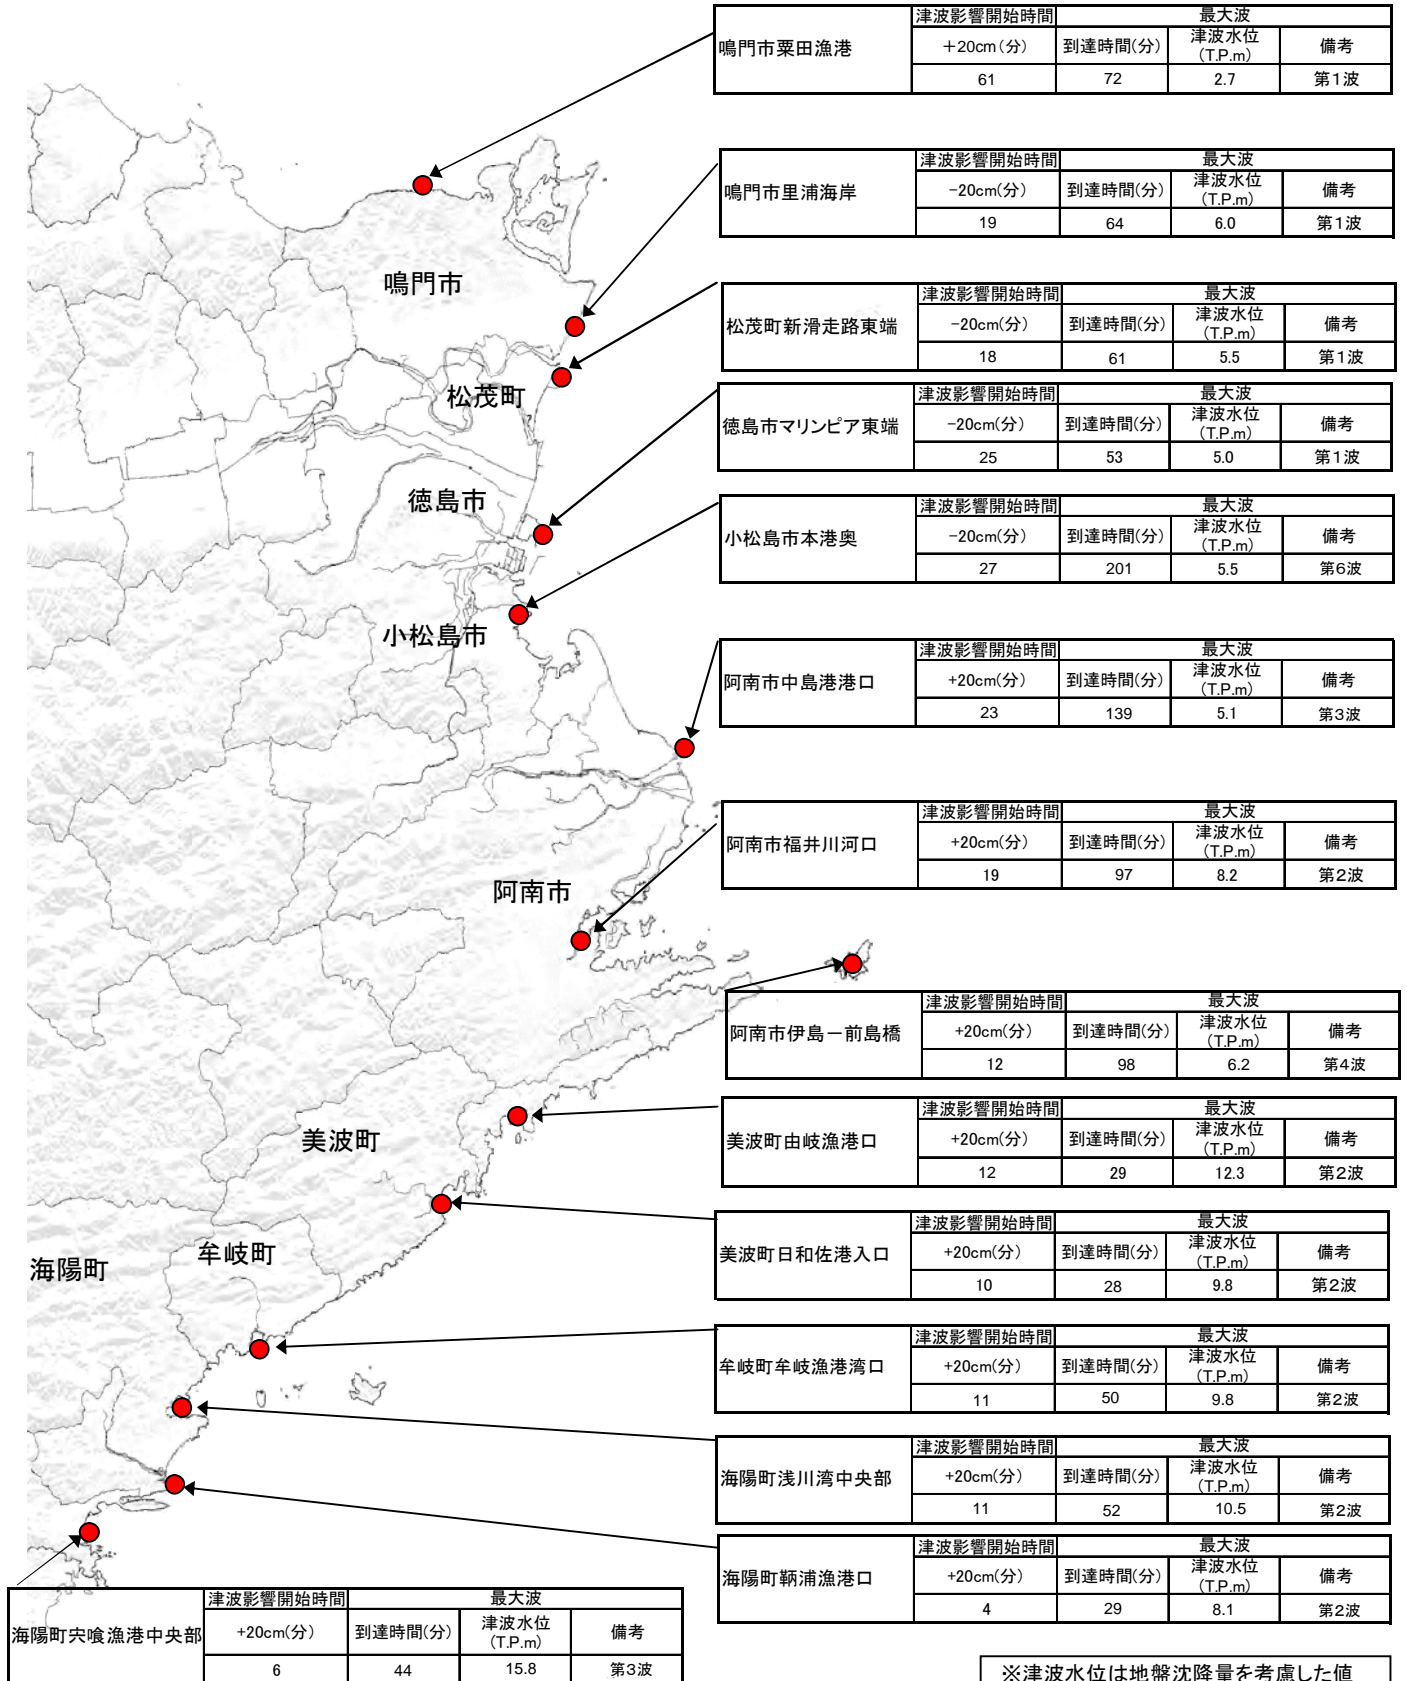 津波影響開始時間 最大波
鳴門市粟田漁港 ＋20cm(分) 到達時間(分) 津波水位(T.P.m) 備考
61 72 2.7 第1波
津波影響開始時間 最大波
鳴門市里浦海岸 −20cm(分) 到達時間(分) 津波水位(T.P.m) 備考
19 64 6.0 第1波
鳴門市
津波影響開始時間 最大波
松茂町新滑走路東端 −20cm(分) 到達時間(分) 津波水位(T.P.m) 備考
18 61 5.5 第1波
松茂町
津波影響開始時間 最大波
徳島市マリンピア東端 −20cm(分) 到達時間(分) 津波水位(T.P.m) 備考
25 53 5.0 第1波
徳島市
津波影響開始時間 最大波
小松島市本港奥 −20cm(分) 到達時間(分) 津波水位(T.P.m) 備考
27 201 5.5 第6波
小松島市
津波影響開始時間 最大波
阿南市中島港港口 +20cm(分) 到達時間(分) 津波水位(T.P.m) 備考
23 139 5.1 第3波
津波影響開始時間 最大波
阿南市福井川河口 +20cm(分) 到達時間(分) 津波水位(T.P.m) 備考
19 97 8.2 第2波
阿南市
津波影響開始時間 最大波
阿南市伊島ー前島橋 +20cm(分) 到達時間(分) 津波水位(T.P.m) 備考
12 98 6.2 第4波
津波影響開始時間 最大波
美波町由岐漁港口 +20cm(分) 到達時間(分) 津波水位(T.P.m) 備考
12 29 12.3 第2波
美波町
津波影響開始時間 最大波
美波町日和佐港入口 +20cm(分) 到達時間(分) 津波水位(T.P.m) 備考
10 28 9.8 第2波
牟岐町
海陽町
津波影響開始時間 最大波
牟岐町牟岐漁港湾口 +20cm(分) 到達時間(分) 津波水位(T.P.m) 備考
11 50 9.8 第2波
津波影響開始時間 最大波
海陽町浅川湾中央部 +20cm(分) 到達時間(分) 津波水位(T.P.m) 備考
11 52 10.5 第2波
津波影響開始時間 最大波
海陽町鞆浦漁港口 +20cm(分) 到達時間(分) 津波水位(T.P.m) 備考
4 29 8.1 第2波
津波影響開始時間 最大波
海陽町宍喰漁港中央部 +20cm(分) 到達時間(分) 津波水位(T.P.m) 備考
6 44 15.8 第3波
※津波水位は地盤沈降量を考慮した値